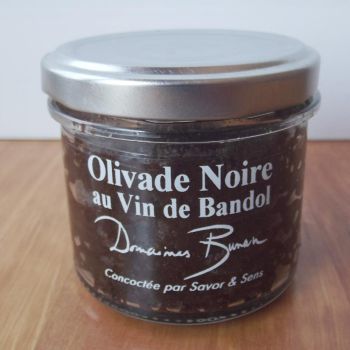 Olivade Noire
au Vin de Bandol
Domaines Bunan
Concoctée par Savor & Sens